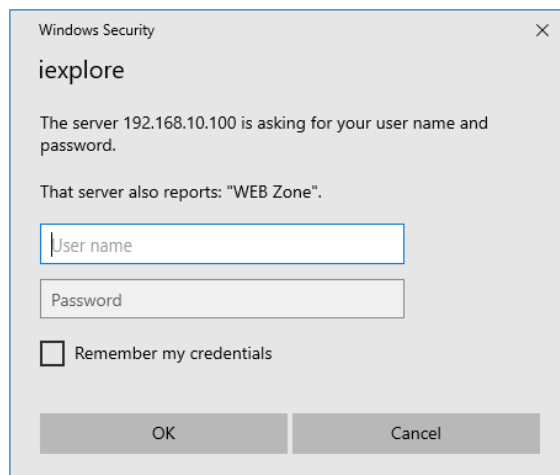 Windows Security
iexplore
The server 192.168.10.100 is asking for your user name and
password.
That server also reports: "WEB Zone".
User name
Password
Remember my credentials
OK
Cancel